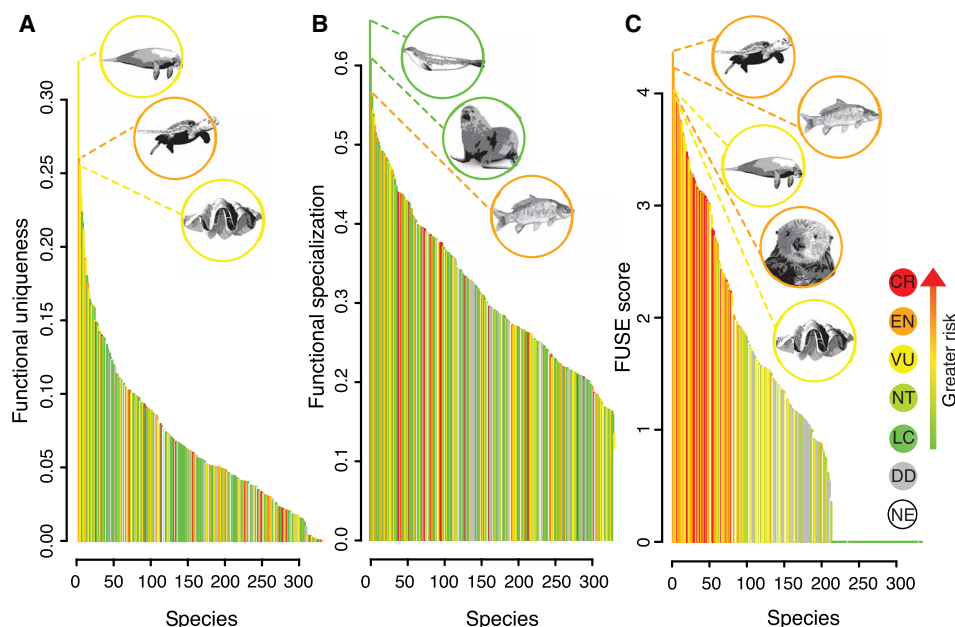 A
Functional uniqueness
0.30
0.25
0.20
0.15
0.10
0.05
0.00
0 50 100 150 200 250 300
Species
B
Functional specialization
0.6
0.5
0.4
0.3
0.2
0.1
0.0
0 50 100 150 200 250 300
Species
C
FUSE score
4
3
2
1
0
0 50 100 150 200 250 300
Species
CR
EN
VU
NT
LC
DD
NE
Greater risk